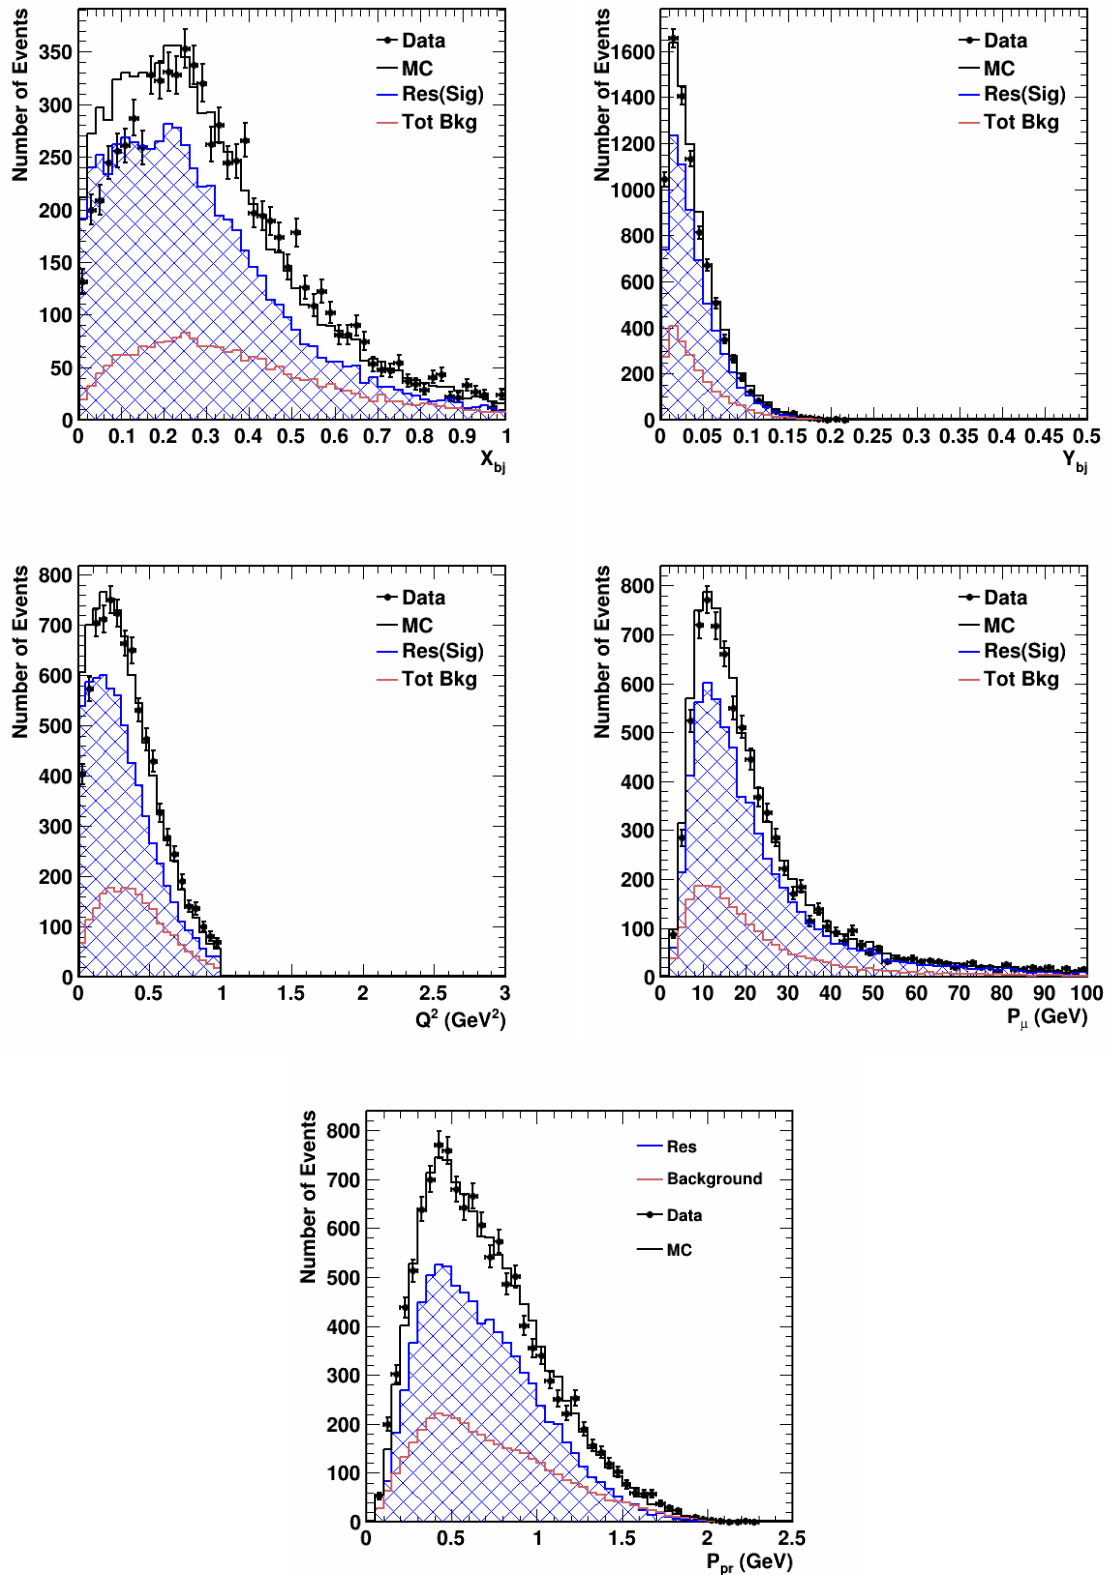 Number of Events
350
300
250
200
150
100
50
0
Data
MC
Res(Sig)
Tot Bkg
0 0.1 0.2 0.3 0.4 0.5 0.6 0.7 0.8 0.9 1
X bj
Number of Events
1600
1400
1200
1000
800
600
400
200
0
Data
MC
Res(Sig)
Tot Bkg
0 0.05 0.1 0.15 0.2 0.25 0.3 0.35 0.4 0.45 0.5
Y bj
Number of Events
800
700
600
500
400
300
200
100
0
Data
MC
Res(Sig)
Tot Bkg
0 0.5 1 1.5 2 2.5 3
Q² (GeV²)
Number of Events
800
700
600
500
400
300
200
100
0
Data
MC
Res(Sig)
Tot Bkg
0 10 20 30 40 50 60 70 80 90 100
P μ (GeV)
Number of Events
800
700
600
500
400
300
200
100
0
Res
Background
Data
MC
0 0.5 1 1.5 2 2.5
P pr (GeV)